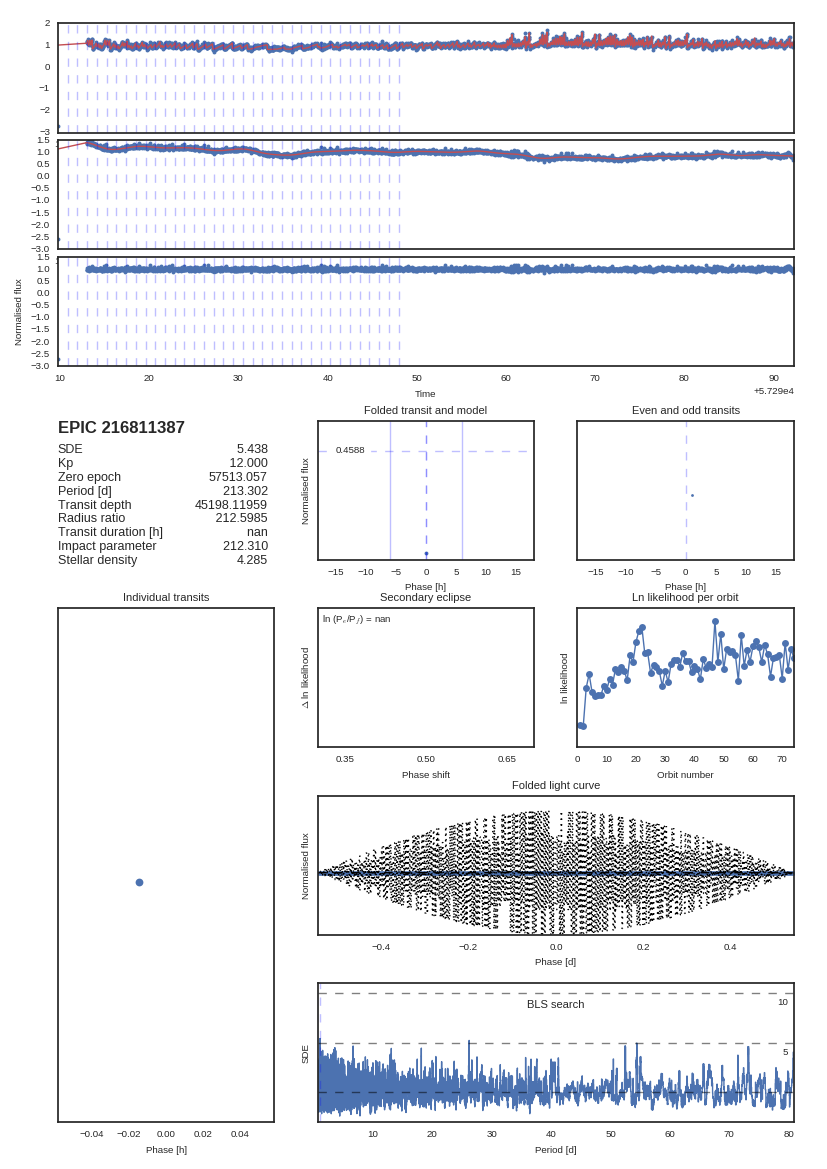 2
1
0
−1
−2
−3
1.5
1.0
0.5
0.0
−0.5
−1.0
−1.5
−2.0
−2.5
−3.0
1.5
1.0
0.5
0.0
−0.5
−1.0
−1.5
−2.0
−2.5
−3.0
Normalised flux
10 20 30 40 50 60 70 80 90
Time
+5.729e4
EPIC 216811387
SDE 5.438
Kp 12.000
Zero epoch 57513.057
Period [d] 213.302
Transit depth 45198.11959
Radius ratio 212.5985
Transit duration [h] nan
Impact parameter 212.310
Stellar density 4.285
Folded transit and model
0.4588
Normalised flux
−15 −10 −5 0 5 10 15
Phase [h]
Even and odd transits
−15 −10 −5 0 5 10 15
Phase [h]
Individual transits
−0.04 −0.02 0.00 0.02 0.04
Phase [h]
Secondary eclipse
ln (Pₑ/P𝑓) = nan
Δ ln likelihood
0.35 0.50 0.65
Phase shift
Ln likelihood per orbit
ln likelihood
0 10 20 30 40 50 60 70
Orbit number
Folded light curve
Normalised flux
−0.4 −0.2 0.0 0.2 0.4
Phase [d]
BLS search
10
5
SDE
10 20 30 40 50 60 70 80
Period [d]